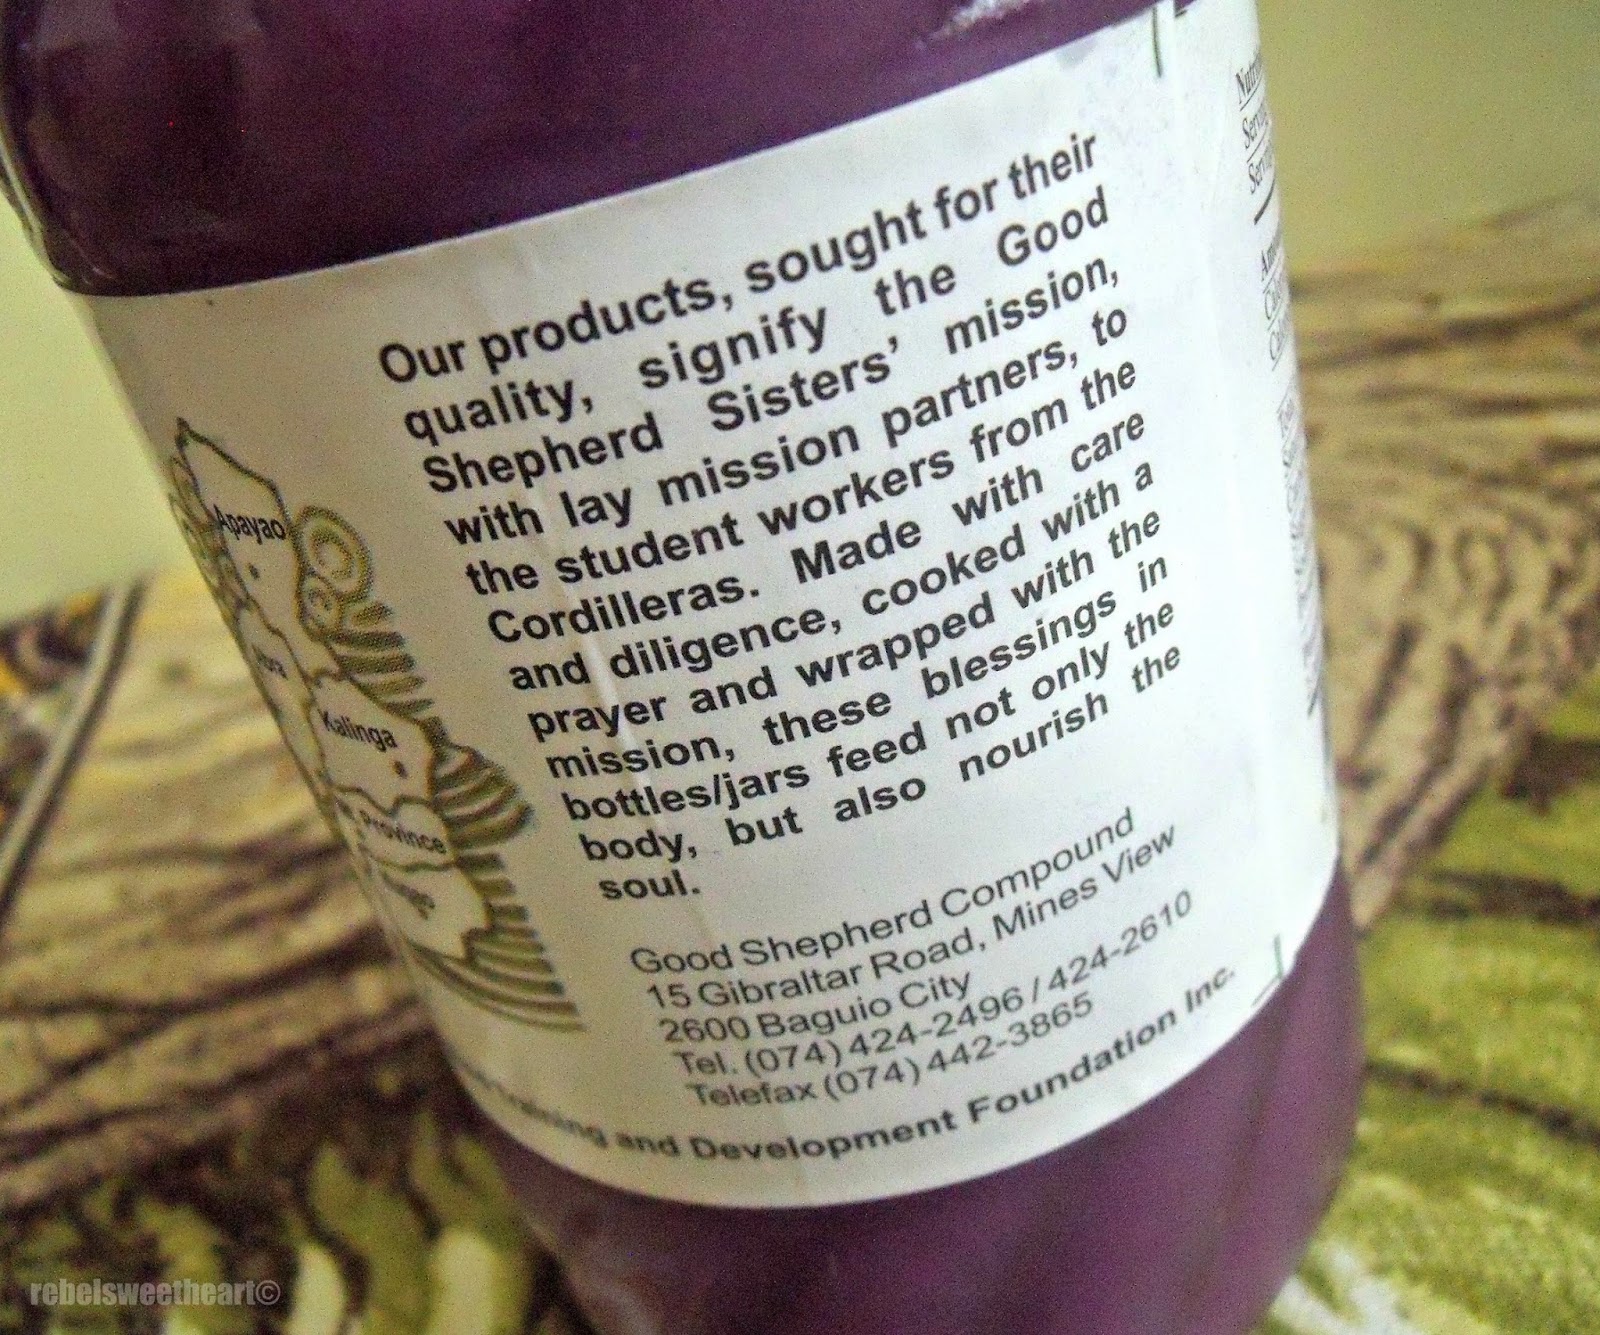 Our products, sought for their
quality, signify the Good
Shepherd Sisters' mission,
with lay mission partners, to
the student workers from the
Cordilleras. Made with care
and diligence, cooked with a
prayer and wrapped with the
mission, these blessings in
bottles/jars feed not only the
body, but also nourish the
soul.
Good Shepherd Compound
15 Gibraltar Road, Mines View
2600 Baguio City
Tel. (074) 424-2496 / 424-2610
Telefax (074) 442-3865
Training and Development Foundation Inc.
Apayao
Kalinga
Province
rebelsweetheart©